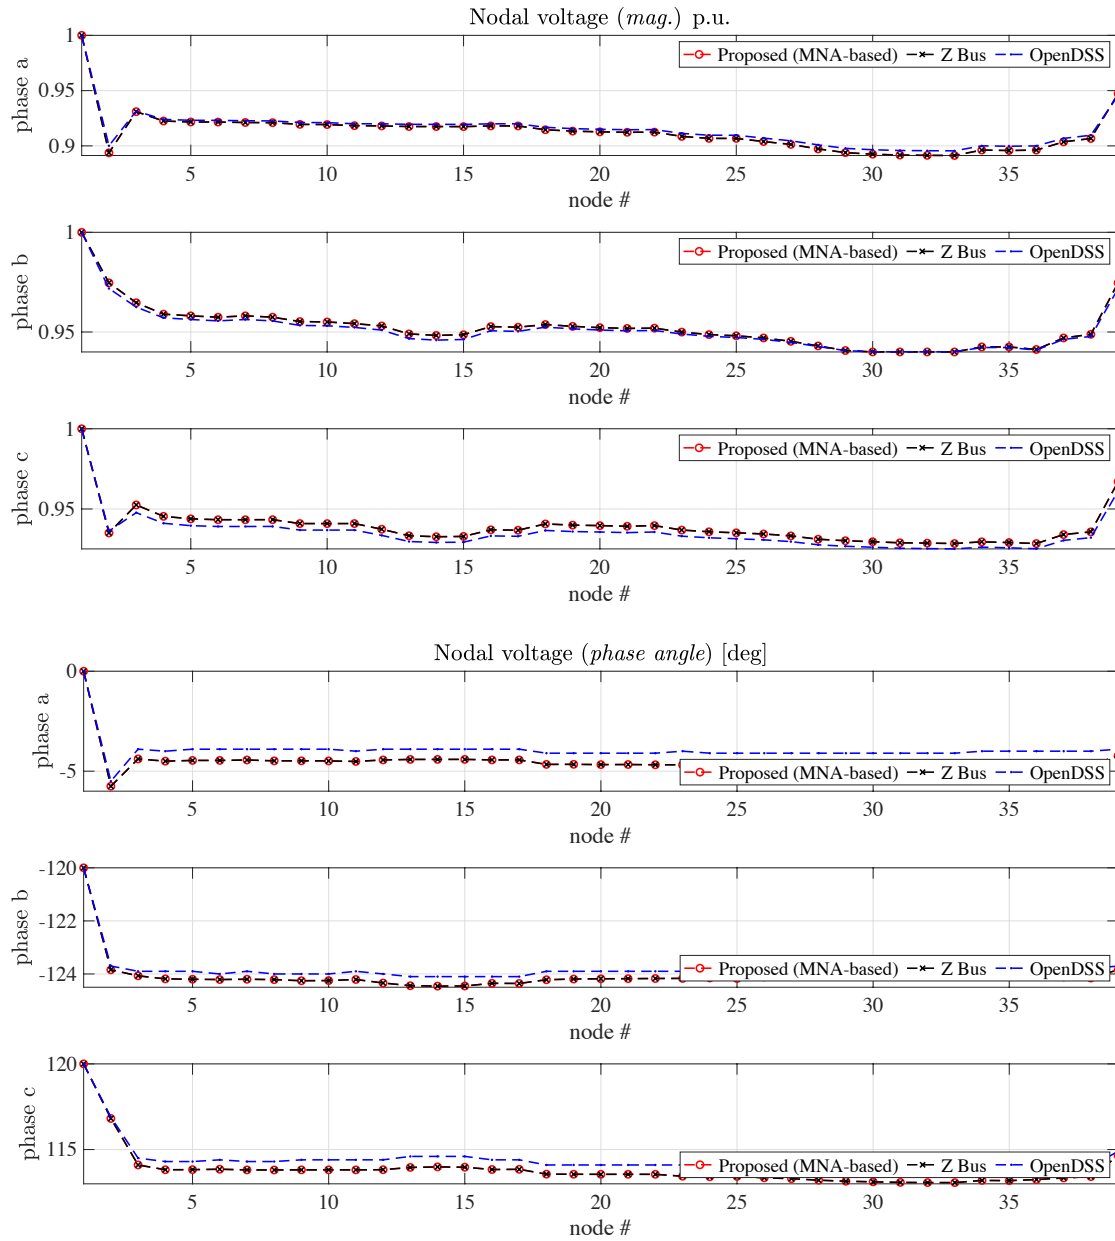 Nodal voltage (mag.) p.u.
1
0.95
0.9
phase a
Proposed (MNA-based) Z Bus OpenDSS
5 10 15 20 25 30 35
node #
1
0.95
phase b
Proposed (MNA-based) Z Bus OpenDSS
5 10 15 20 25 30 35
node #
1
0.95
phase c
Proposed (MNA-based) Z Bus OpenDSS
5 10 15 20 25 30 35
node #
Nodal voltage (phase angle) [deg]
0
-5
phase a
Proposed (MNA-based) Z Bus OpenDSS
5 10 15 20 25 30 35
node #
-120
-122
-124
phase b
Proposed (MNA-based) Z Bus OpenDSS
5 10 15 20 25 30 35
node #
120
115
phase c
Proposed (MNA-based) Z Bus OpenDSS
5 10 15 20 25 30 35
node #